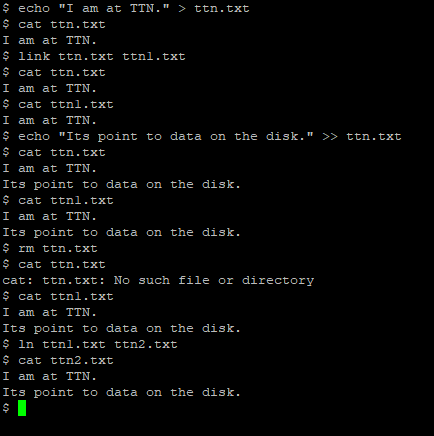 $ echo "I am at TTN." > ttn.txt
$ cat ttn.txt
I am at TTN.
$ link ttn.txt ttn1.txt
$ cat ttn.txt
I am at TTN.
$ cat ttn1.txt
I am at TTN.
$ echo "Its point to data on the disk." >> ttn.txt
$ cat ttn.txt
I am at TTN.
Its point to data on the disk.
$ cat ttn1.txt
I am at TTN.
Its point to data on the disk.
$ rm ttn.txt
$ cat ttn.txt
cat: ttn.txt: No such file or directory
$ cat ttn1.txt
I am at TTN.
Its point to data on the disk.
$ ln ttn1.txt ttn2.txt
$ cat ttn2.txt
I am at TTN.
Its point to data on the disk.
$